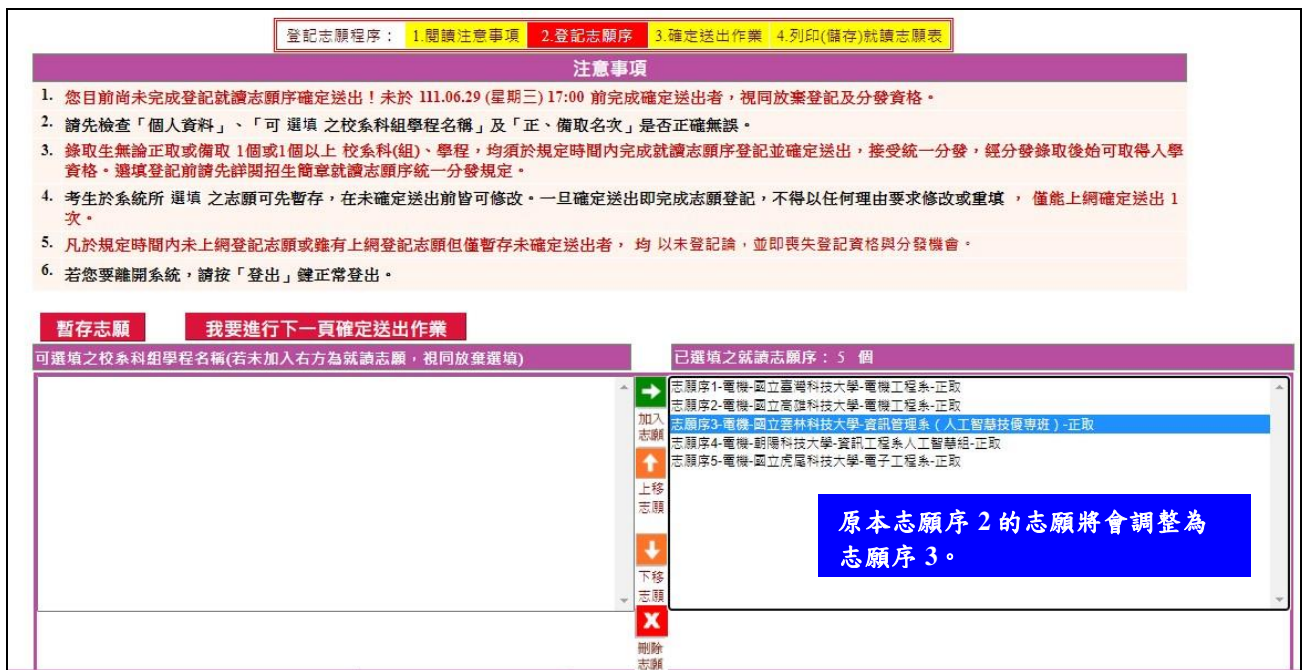 登記志願程序： 1.閱讀注意事項 2.登記志願序 3.確定送出作業 4.列印(儲存)就讀志願表
注意事項
1. 您目前尚未完成登記就讀志願序確定送出！未於 111.06.29 (星期三) 17:00 前完成確定送出者，視同放棄登記及分發資格。
2. 請先檢查「個人資料」、「可 選填 之校系科組學程名稱」及「正、備取名次」是否正確無誤。
3. 錄取生無論正取或備取 1個或1個以上 校系科(組)、學程，均須於規定時間內完成就讀志願序登記並確定送出，接受統一分發，經分發錄取後始可取得入學
資格。選填登記前請先詳閱招生簡章就讀志願序統一分發規定。
4. 考生於系統所 選填 之志願可先暫存，在未確定送出前皆可修改。一旦確定送出即完成志願登記，不得以任何理由要求修改或重填 ， 僅能上網確定送出 1
次。
5. 凡於規定時間內未上網登記志願或雖有上網登記志願但僅暫存未確定送出者， 均 以未登記論，並即喪失登記資格與分發機會。
6. 若您要離開系統，請按「登出」鍵正常登出。
暫存志願 我要進行下一頁確定送出作業
可選填之校系科組學程名稱(若未加入右方為就讀志願，視同放棄選填) 已選填之就讀志願序： 5 個
加入
志願
上移
志願
下移
志願
刪除
志願
志願序1-電機-國立臺灣科技大學-電機工程系-正取
志願序2-電機-國立高雄科技大學-電機工程系-正取
志願序3-電機-國立雲林科技大學-資訊管理系（人工智慧技優專班）-正取
志願序4-電機-朝陽科技大學-資訊工程系人工智慧組-正取
志願序5-電機-國立虎尾科技大學-電子工程系-正取
原本志願序 2 的志願將會調整為
志願序 3。